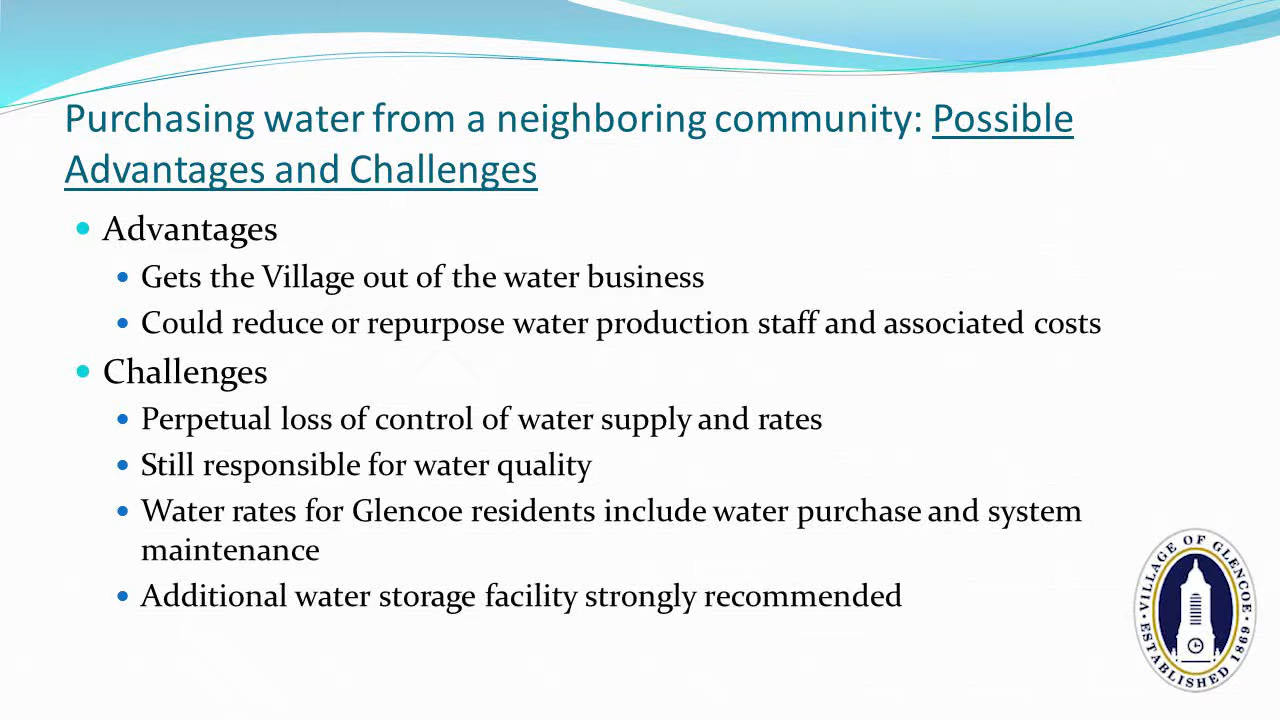 Purchasing water from a neighboring community: Possible
Advantages and Challenges
Advantages
Gets the Village out of the water business
Could reduce or repurpose water production staff and associated costs
Challenges
Perpetual loss of control of water supply and rates
Still responsible for water quality
Water rates for Glencoe residents include water purchase and system
maintenance
Additional water storage facility strongly recommended
VILLAGE OF GLENCOE
ESTABLISHED 1869